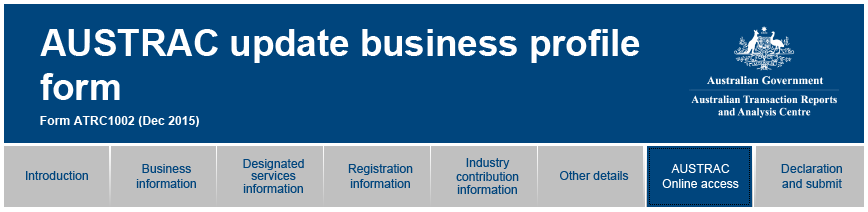 AUSTRAC update business profile
form
Form ATRC1002 (Dec 2015)
Australian Government
Australian Transaction Reports
and Analysis Centre
Introduction
Business
information
Designated
services
information
Registration
information
Industry
contribution
information
Other details
AUSTRAC
Online access
Declaration
and submit